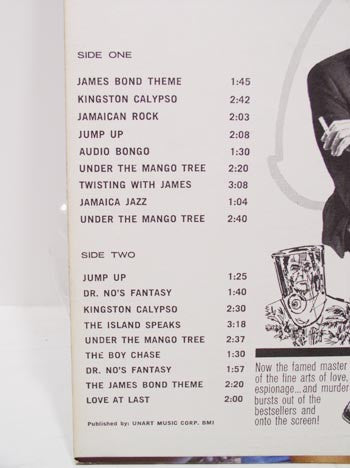 SIDE ONE
JAMES BOND THEME 1:45
KINGSTON CALYPSO 2:42
JAMAICAN ROCK 2:03
JUMP UP 2:08
AUDIO BONGO 1:30
UNDER THE MANGO TREE 2:20
TWISTING WITH JAMES 3:08
JAMAICA JAZZ 1:04
UNDER THE MANGO TREE 2:40
SIDE TWO
JUMP UP 1:25
DR. NO'S FANTASY 1:40
KINGSTON CALYPSO 2:30
THE ISLAND SPEAKS 3:18
UNDER THE MANGO TREE 2:37
THE BOY CHASE 1:30
DR. NO'S FANTASY 1:57
THE JAMES BOND THEME 2:20
LOVE AT LAST 2:00
Published by: UNART MUSIC CORP. BMI
Now the famed master
of the fine arts of love,
espionage...and murder
bursts out of the
bestsellers and
onto the screen!